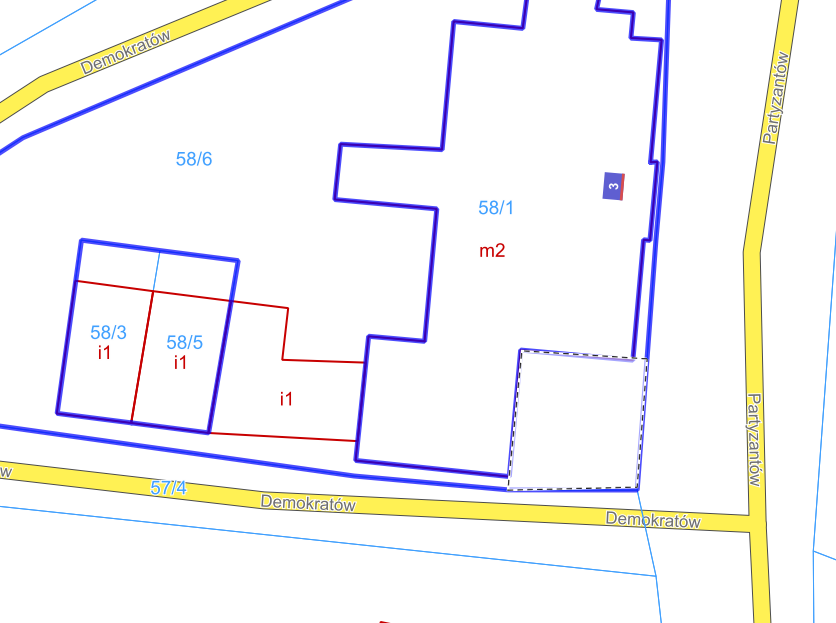 Demokratów
Partyzantów
58/6
3
58/1
m2
58/3
i1
58/5
i1
i1
Partyzantów
w
57/4
Demokratów
Demokratów